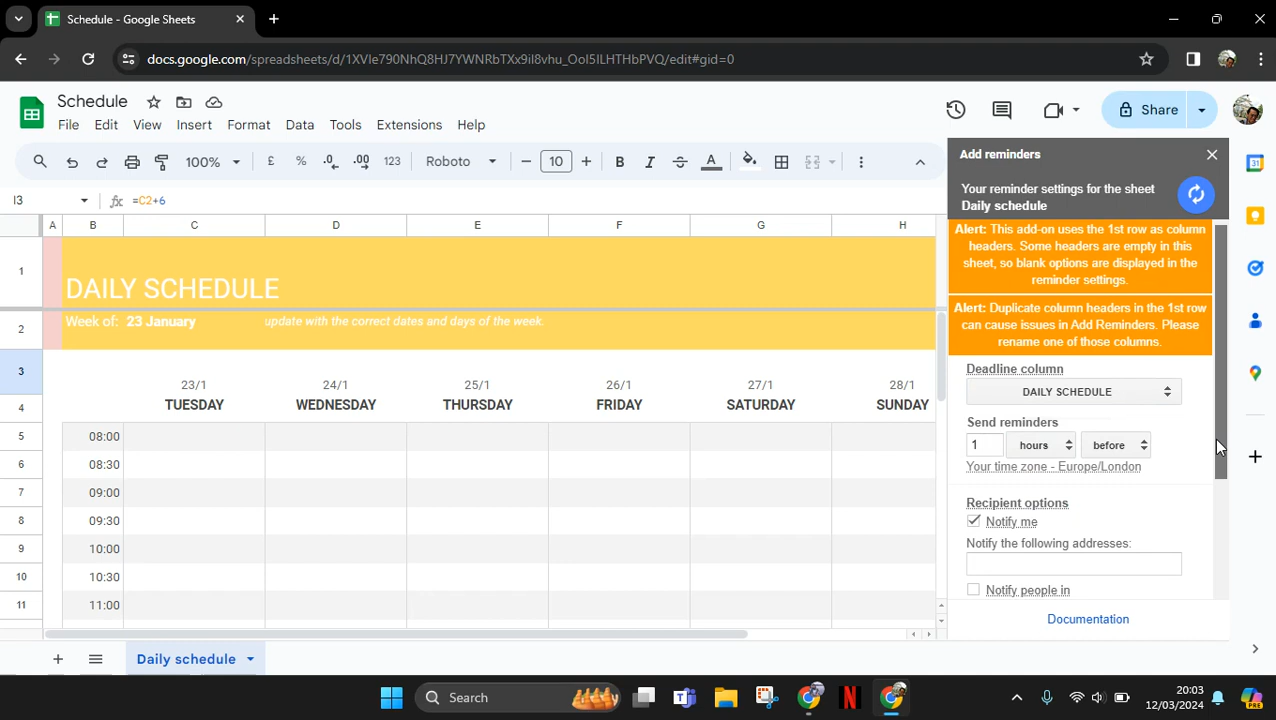 Schedule - Google Sheets
docs.google.com/spreadsheets/d/1XVIe790NhQ8HJ7YWNRbTXx9il8vhu_OoI5ILHTHbPVQ/edit#gid=0
Schedule
Share
File Edit View Insert Format Data Tools Extensions Help
100% £ % .0 .00 123 Roboto 10 B I A
I3 fx =C2+6
A B C D E F G H
1 DAILY SCHEDULE
2 Week of: 23 January update with the correct dates and days of the week.
3 23/1 24/1 25/1 26/1 27/1 28/1
4 TUESDAY WEDNESDAY THURSDAY FRIDAY SATURDAY SUNDAY
5 08:00
6 08:30
7 09:00
8 09:30
9 10:00
10 10:30
11 11:00
Daily schedule
Add reminders
Your reminder settings for the sheet
Daily schedule
Alert: This add-on uses the 1st row as column
headers. Some headers are empty in this
sheet, so blank options are displayed in the
reminder settings.
Alert: Duplicate column headers in the 1st row
can cause issues in Add Reminders. Please
rename one of those columns.
Deadline column
DAILY SCHEDULE
Send reminders
1 hours before
Your time zone - Europe/London
Recipient options
Notify me
Notify the following addresses:
Notify people in
Documentation
31
Search
20:03
12/03/2024
PRE